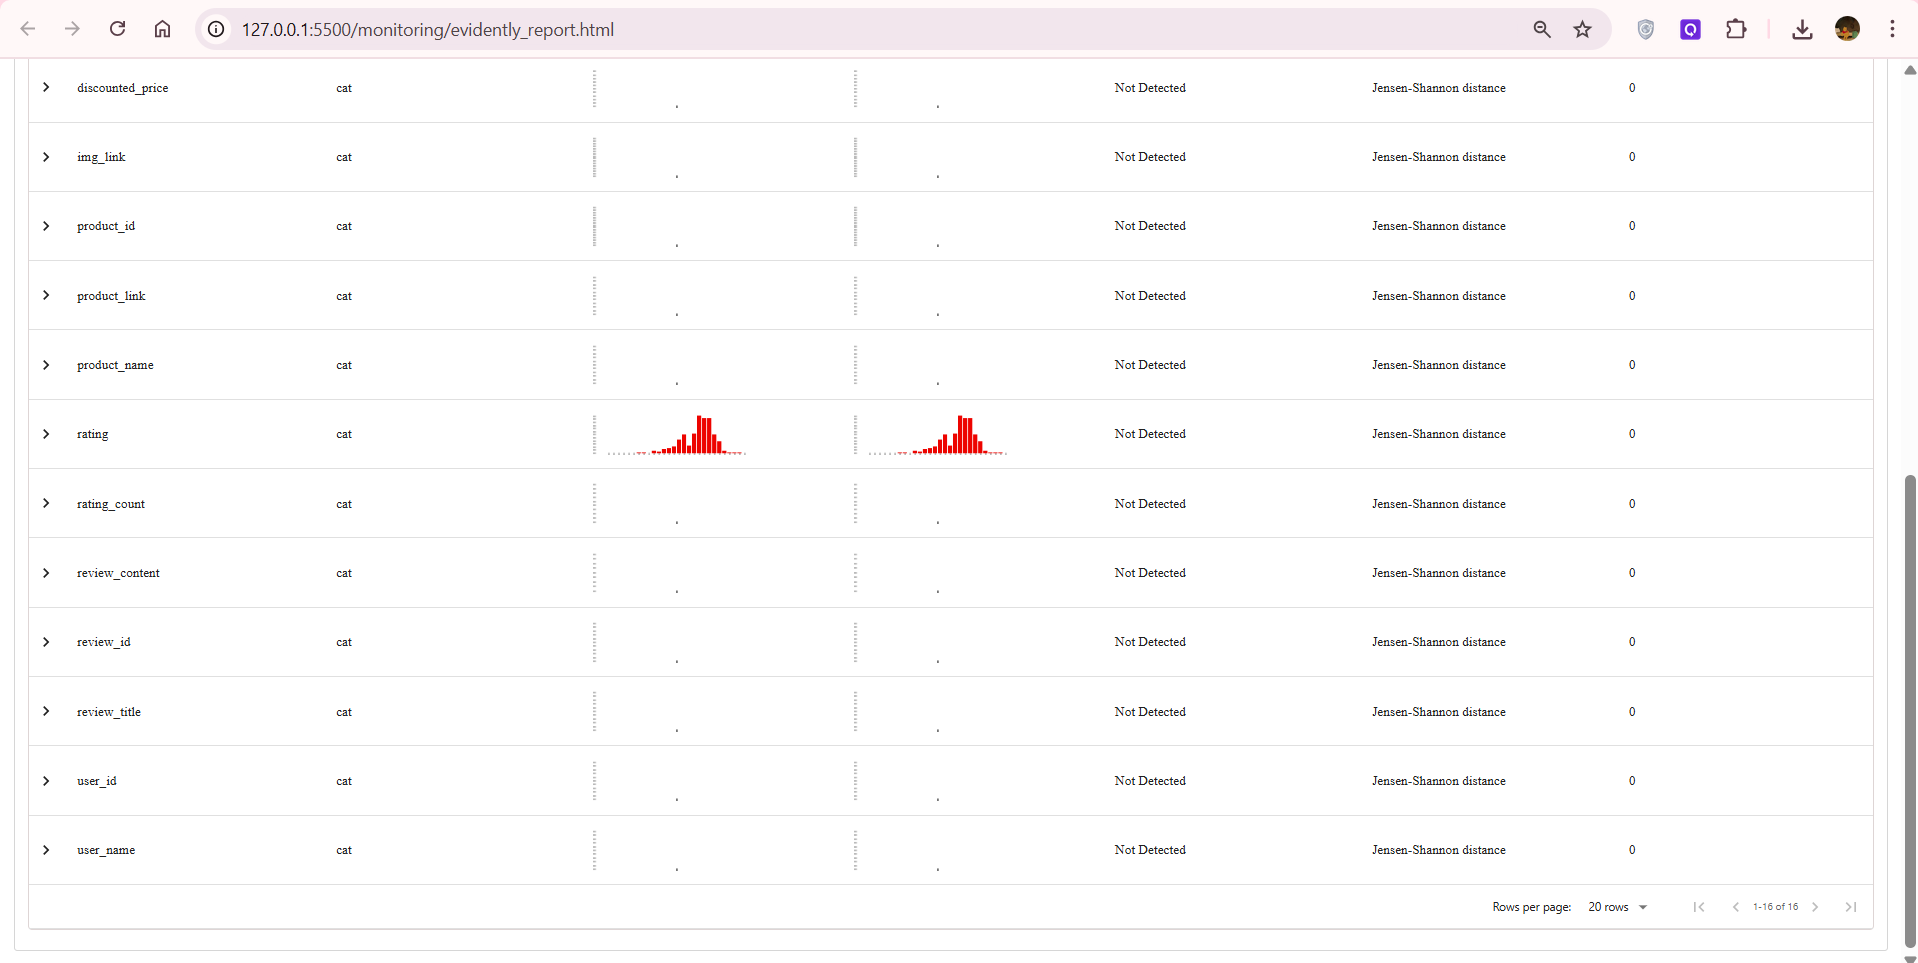 127.0.0.1:5500/monitoring/evidently_report.html
discounted_price cat Not Detected Jensen-Shannon distance 0
img_link cat Not Detected Jensen-Shannon distance 0
product_id cat Not Detected Jensen-Shannon distance 0
product_link cat Not Detected Jensen-Shannon distance 0
product_name cat Not Detected Jensen-Shannon distance 0
rating cat Not Detected Jensen-Shannon distance 0
rating_count cat Not Detected Jensen-Shannon distance 0
review_content cat Not Detected Jensen-Shannon distance 0
review_id cat Not Detected Jensen-Shannon distance 0
review_title cat Not Detected Jensen-Shannon distance 0
user_id cat Not Detected Jensen-Shannon distance 0
user_name cat Not Detected Jensen-Shannon distance 0
Rows per page: 20 rows 1-16 of 16